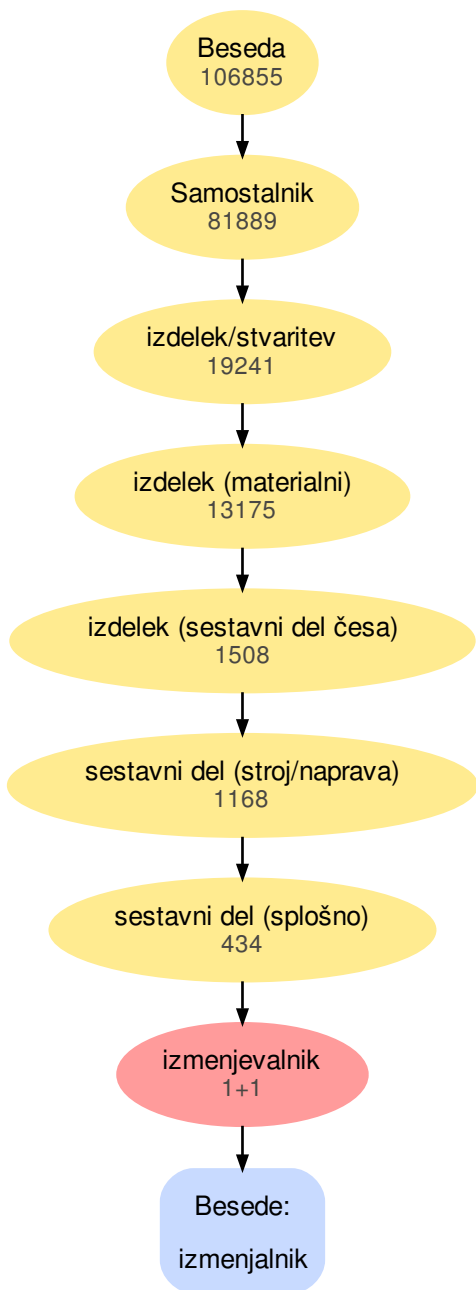 Beseda
106855
Samostalnik
81889
izdelek/stvaritev
19241
izdelek (materialni)
13175
izdelek (sestavni del česa)
1508
sestavni del (stroj/naprava)
1168
sestavni del (splošno)
434
izmenjevalnik
1+1
Besede:
izmenjalnik